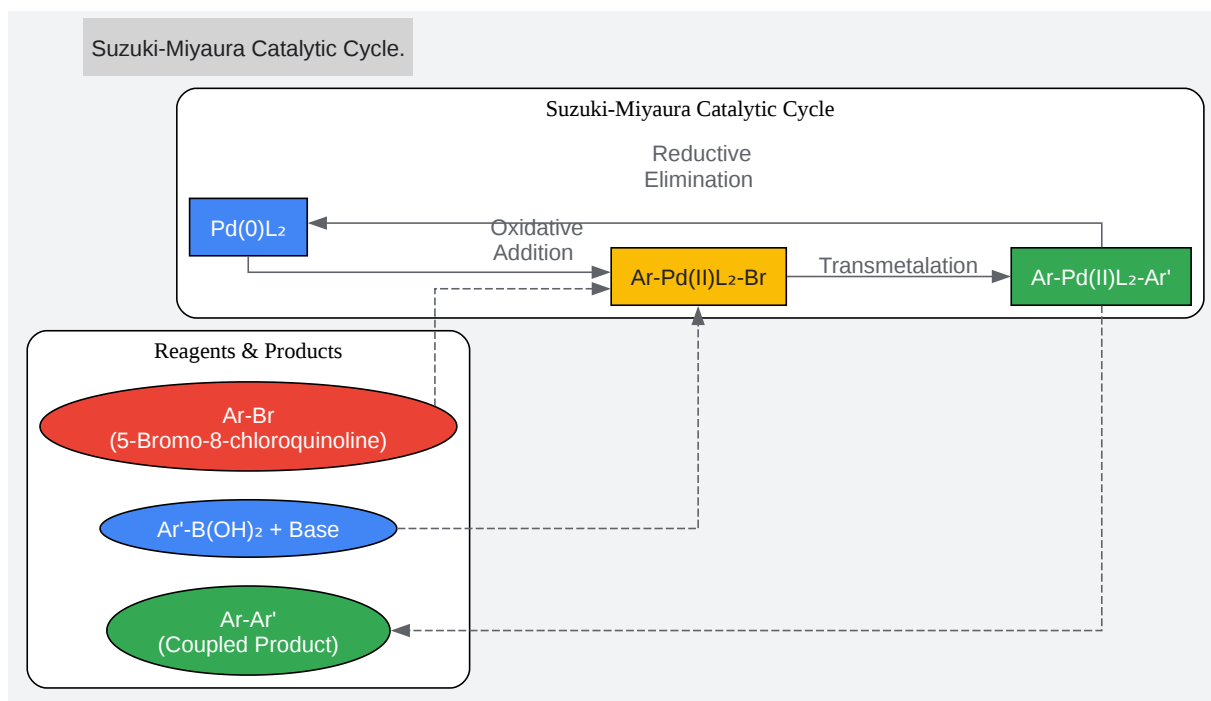 Suzuki-Miyaura Catalytic Cycle.
Suzuki-Miyaura Catalytic Cycle
Reductive
Elimination
Pd(0)L₂
Oxidative
Addition
Ar-Pd(II)L₂-Br
Transmetalation
Ar-Pd(II)L₂-Ar'
Reagents & Products
Ar-Br
(5-Bromo-8-chloroquinoline)
Ar'-B(OH)₂ + Base
Ar-Ar'
(Coupled Product)